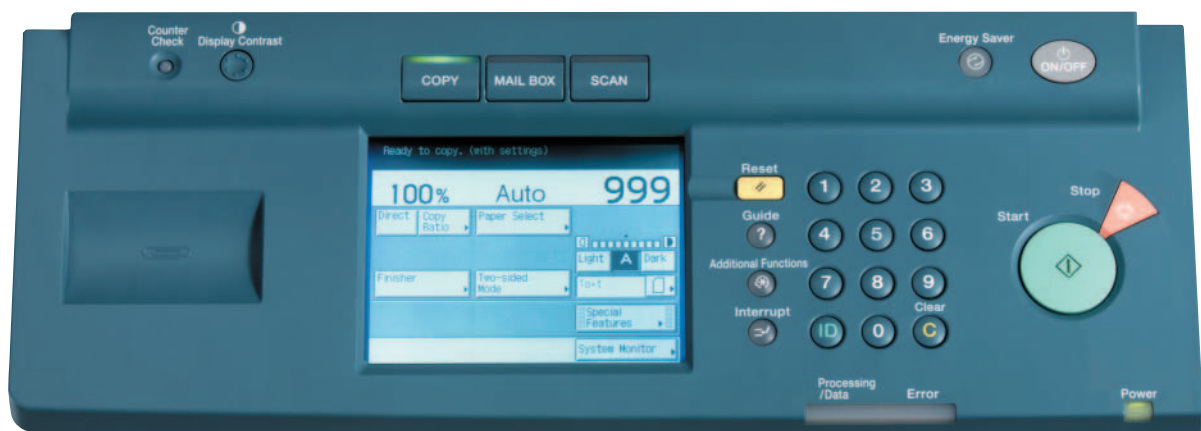 Counter
Check
Display Contrast
Energy Saver
ON/OFF
COPY
MAIL BOX
SCAN
Ready to copy. (with settings)
100%
Auto
999
Direct
Copy
Ratio
Paper Select
Light
A
Dark
Finisher
Two-sided
Mode
Text
Special
Features
System Monitor
Reset
Guide
?
Additional Functions
Interrupt
1 2 3
4 5 6
7 8 9
Clear
ID 0 C
Stop
Start
Processing
/Data
Error
Power